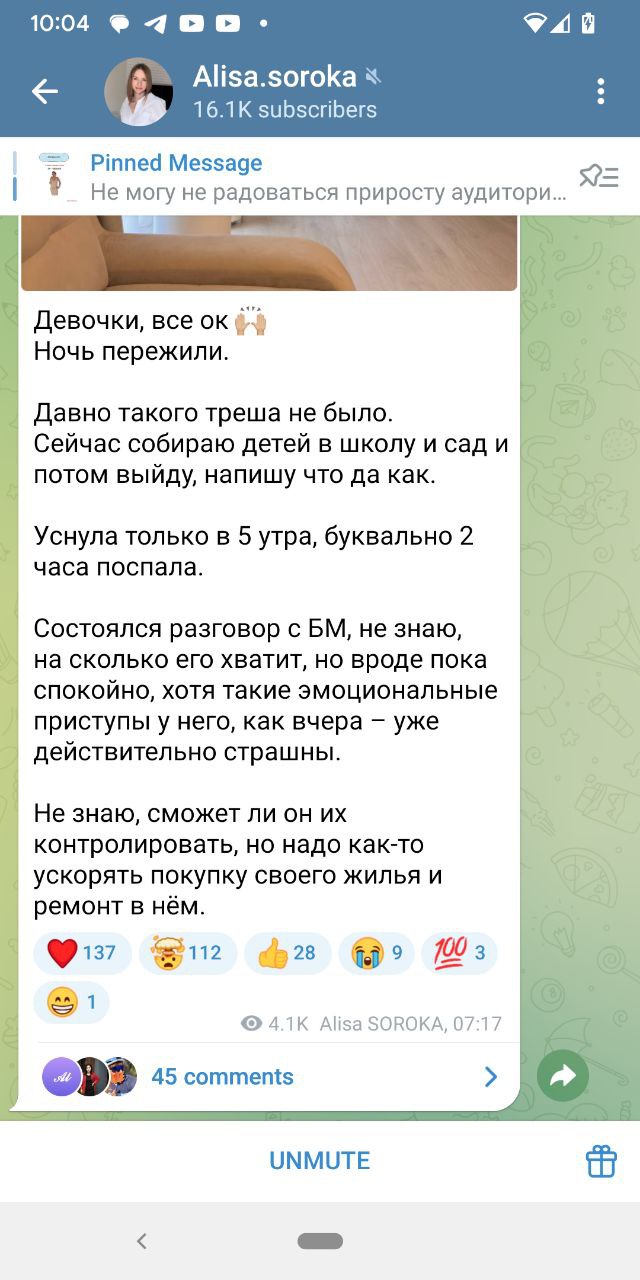 10:04
Alisa.soroka
16.1K subscribers
Pinned Message
Не могу не радоваться приросту аудитори...
Девочки, все ок 🙌🏼
Ночь пережили.
Давно такого треша не было.
Сейчас собираю детей в школу и сад и
потом выйду, напишу что да как.
Уснула только в 5 утра, буквально 2
часа поспала.
Состоялся разговор с БМ, не знаю,
на сколько его хватит, но вроде пока
спокойно, хотя такие эмоциональные
приступы у него, как вчера – уже
действительно страшны.
Не знаю, сможет ли он их
контролировать, но надо как-то
ускорять покупку своего жилья и
ремонт в нём.
❤️ 137 🤯 112 👍 28 😭 9 💯 3
😁 1
4.1K Alisa SOROKA, 07:17
45 comments
UNMUTE